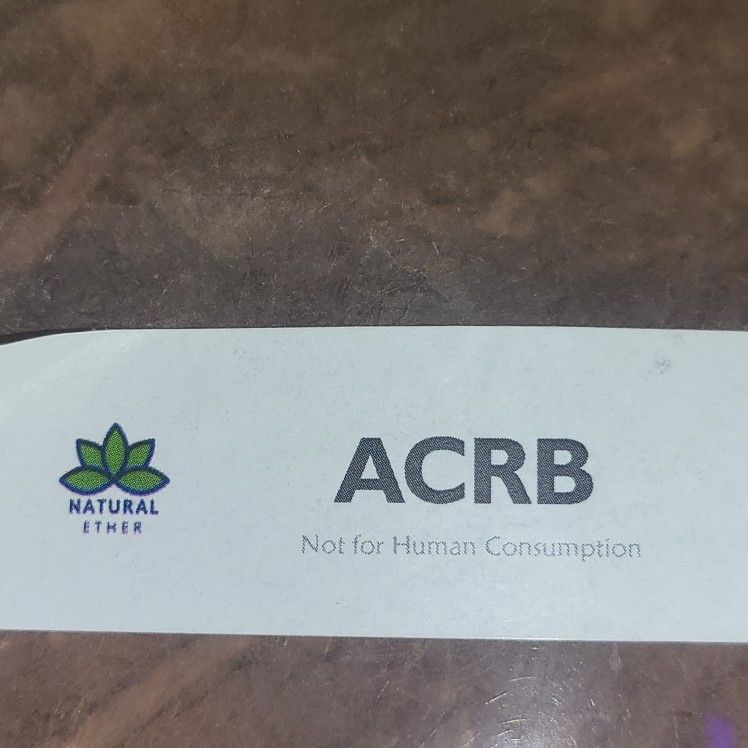 NATURAL
ETHER
ACRB
Not for Human Consumption